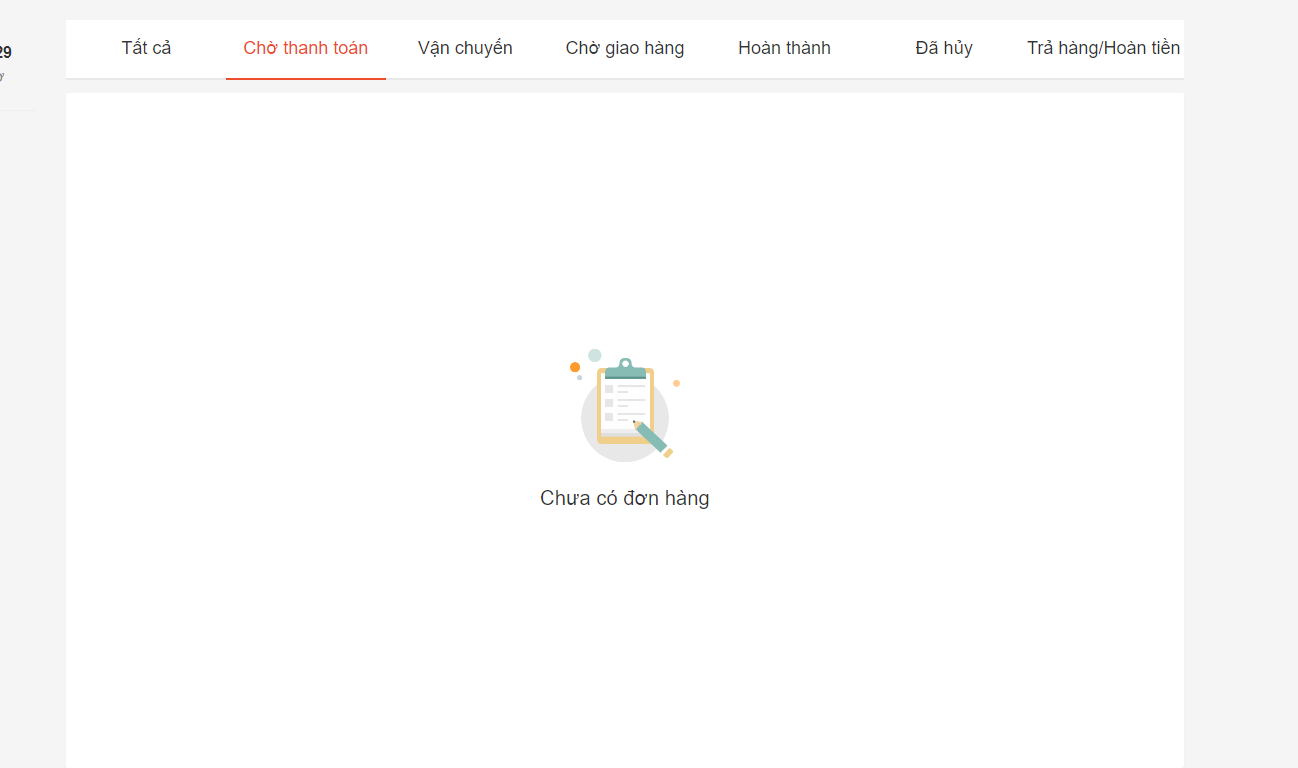 29
Tất cả Chờ thanh toán Vận chuyển Chờ giao hàng Hoàn thành Đã hủy Trả hàng/Hoàn tiền
Chưa có đơn hàng